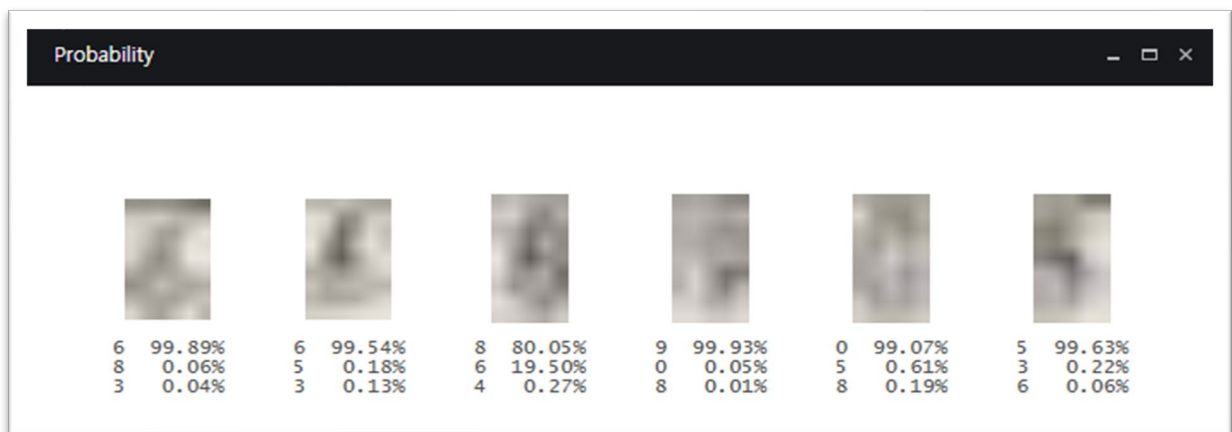 Probability
6 99.89% 6 99.54% 8 80.05% 9 99.93% 0 99.07% 5 99.63%
8 0.06% 5 0.18% 6 19.50% 0 0.05% 5 0.61% 3 0.22%
3 0.04% 3 0.13% 4 0.27% 8 0.01% 8 0.19% 6 0.06%